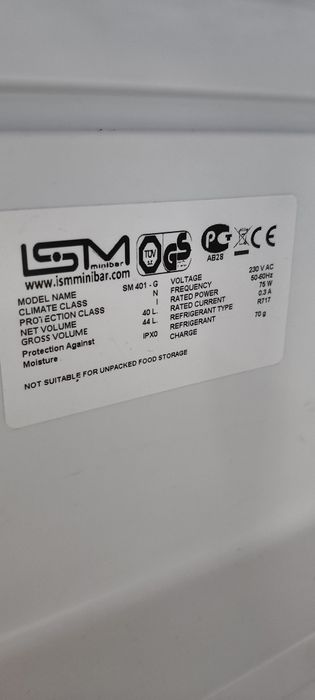 ISM
minibar
www.ismminibar.com
TÜV
GS
PG
AB28
CE
MODEL NAME SM 401 - G
CLIMATE CLASS N
PROTECTION CLASS I
NET VOLUME 40 L.
GROSS VOLUME 44 L.
Protection Against Moisture IPX0
VOLTAGE 230 V AC
FREQUENCY 50-60Hz
RATED POWER 75 W
RATED CURRENT 0.3 A
REFRIGERANT TYPE R717
REFRIGERANT CHARGE 70 g
NOT SUITABLE FOR UNPACKED FOOD STORAGE